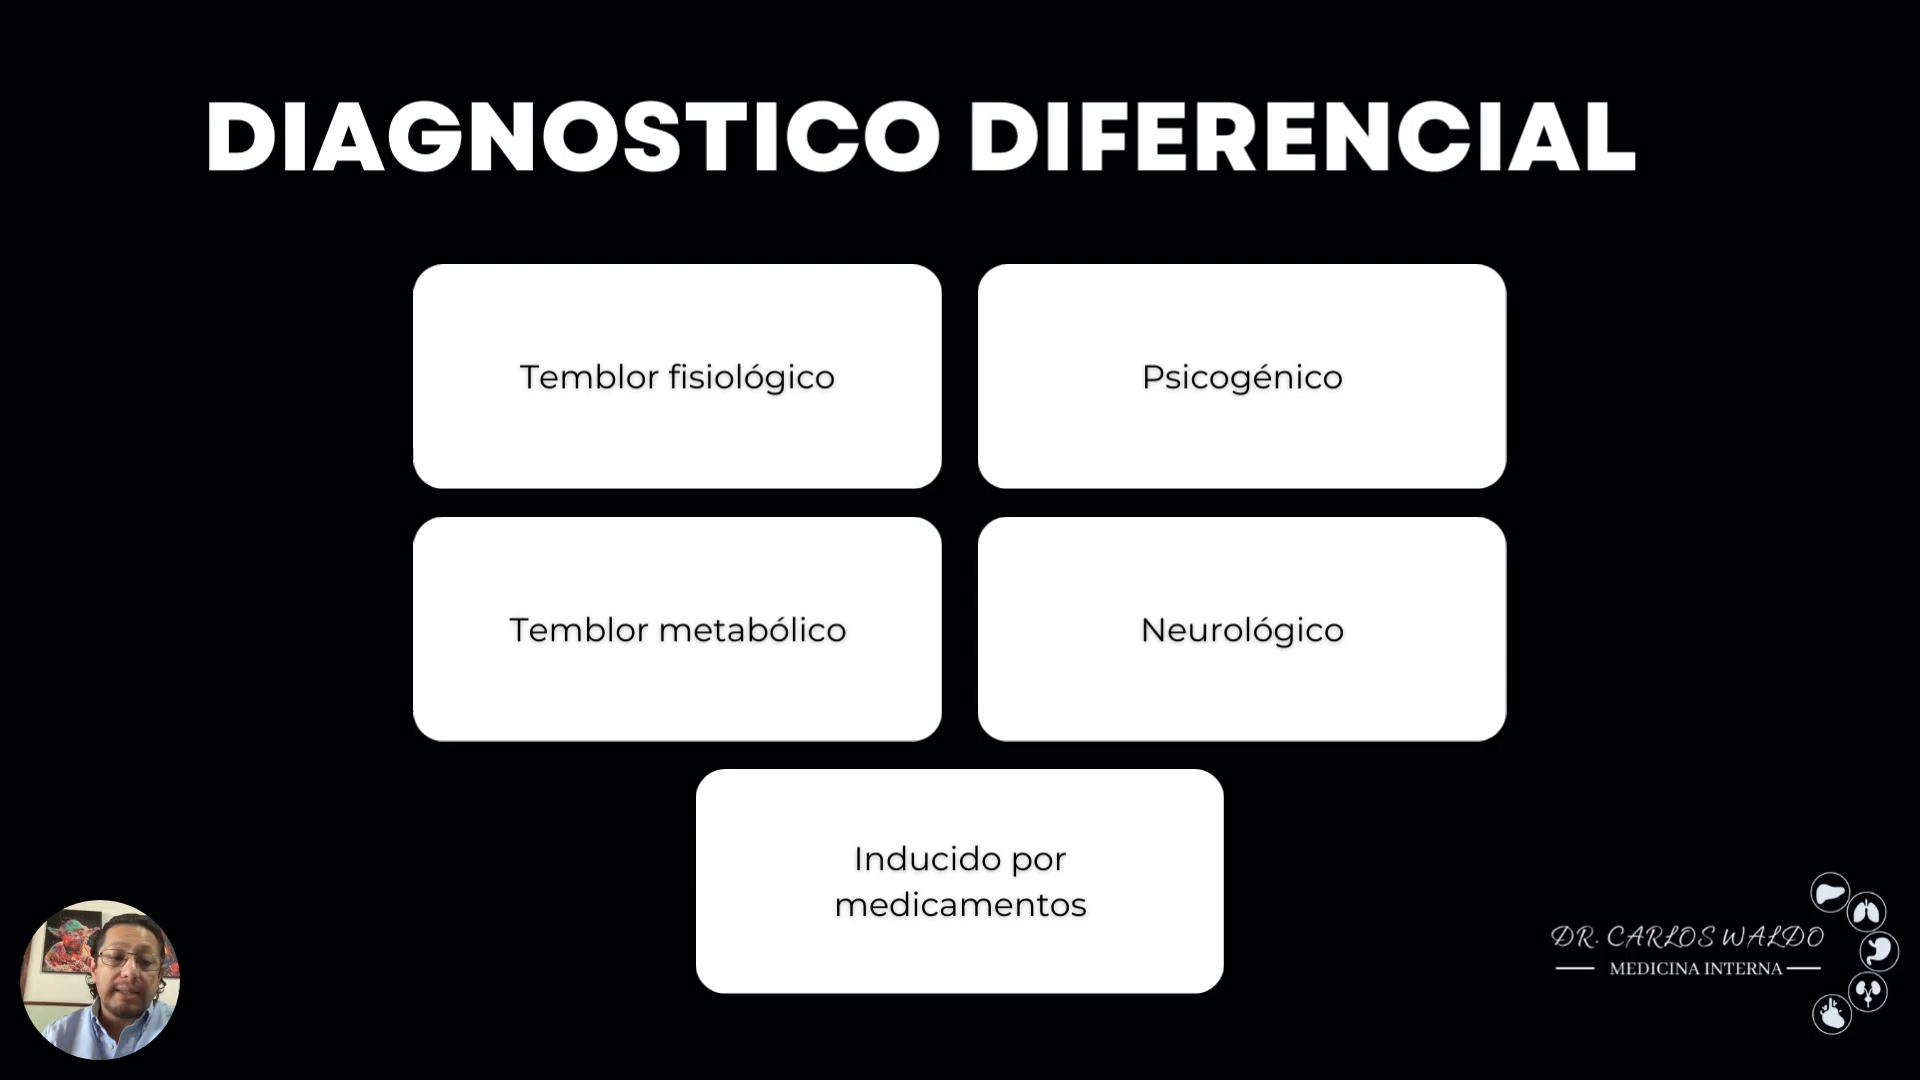 DIAGNOSTICO DIFERENCIAL
Temblor fisiológico
Psicogénico
Temblor metabólico
Neurológico
Inducido por
medicamentos
DR. CARLOS WALDO
MEDICINA INTERNA